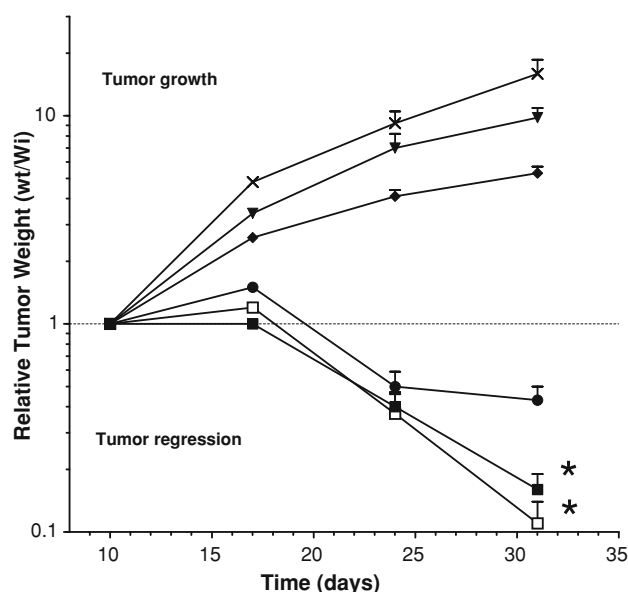 Tumor growth
10
Relative Tumor Weight (wt/Wi)
1
Tumor regression
*
*
0.1
10 15 20 25 30 35
Time (days)